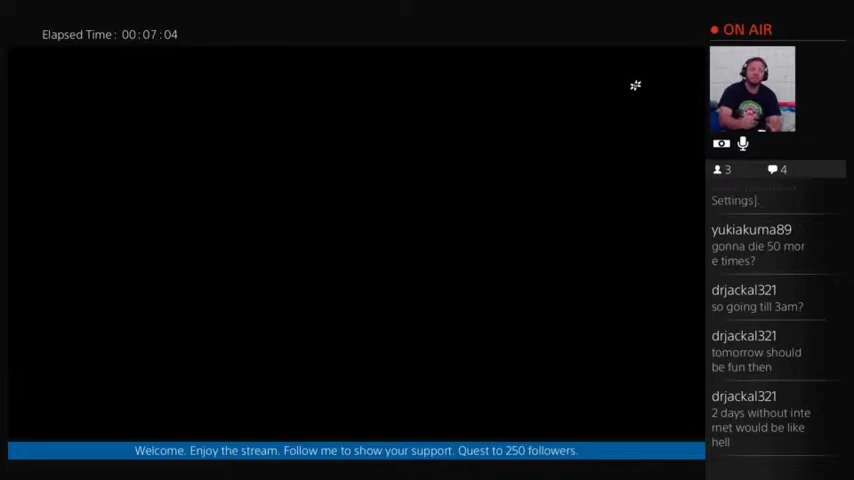 Elapsed Time: 00:07:04
ON AIR
3
4
Settings].
yukiakuma89
gonna die 50 mor
e times?
drjackal321
so going till 3am?
drjackal321
tomorrow should
be fun then
drjackal321
2 days without inte
rnet would be like
hell
Welcome. Enjoy the stream. Follow me to show your support. Quest to 250 followers.